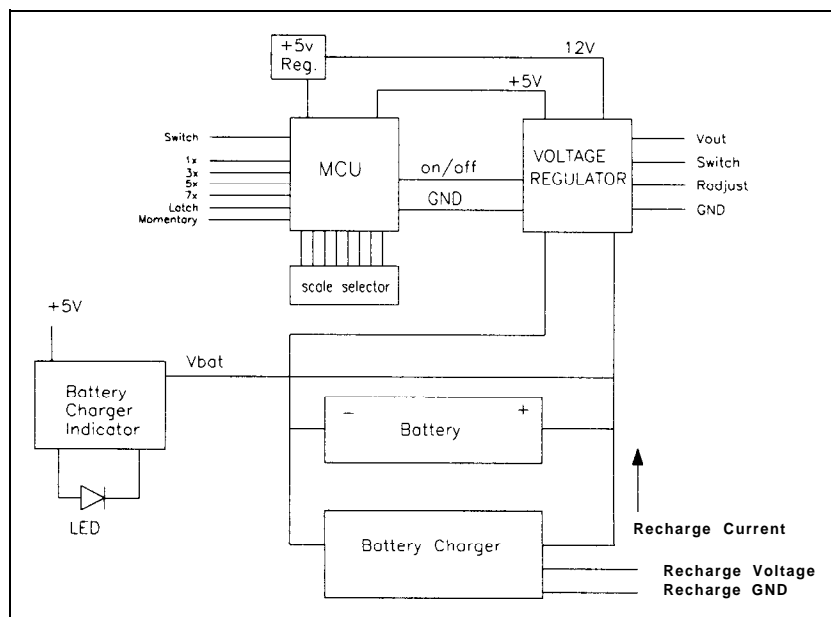 +5v
Reg.
12V
+5V
Switch
1x
3x
5x
7x
Latch
Momentary
MCU
on/off
GND
VOLTAGE
REGULATOR
Vout
Switch
Radjust
GND
scale selector
+5V
Vbat
Battery
Charger
Indicator
LED
− +
Battery
Battery Charger
Recharge Current
Recharge Voltage
Recharge GND